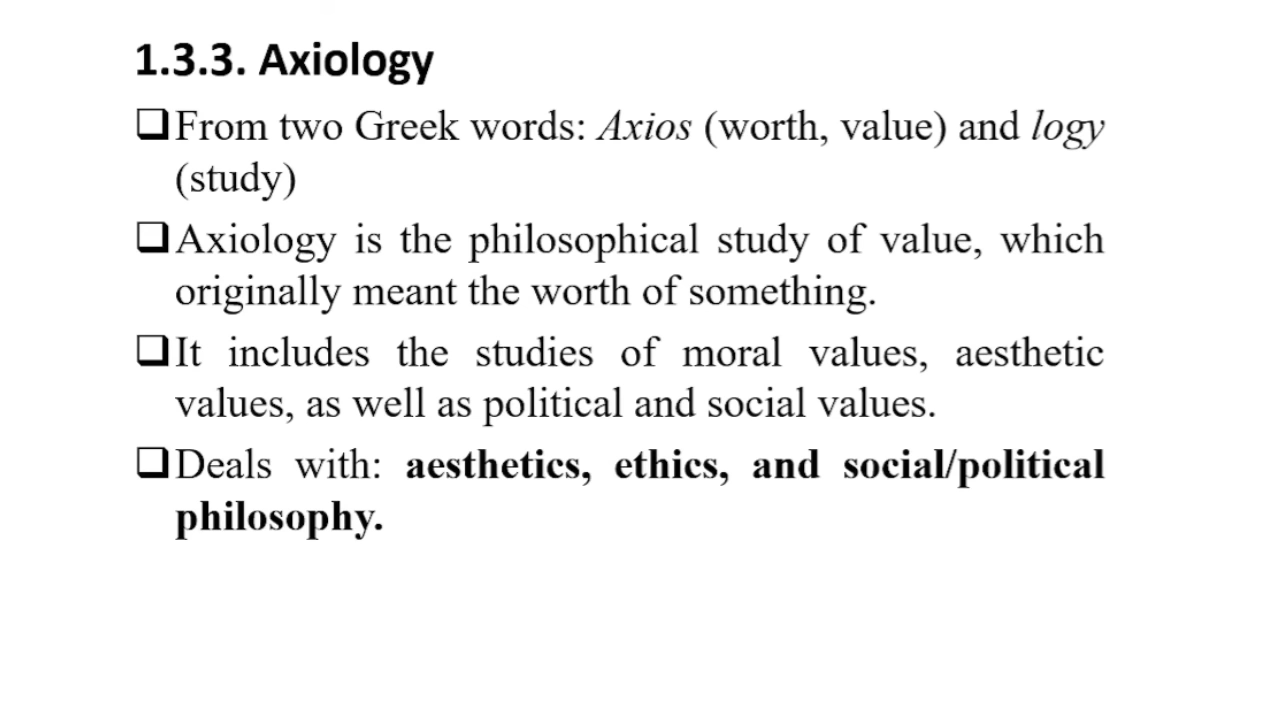 1.3.3. Axiology
❑From two Greek words: Axios (worth, value) and logy
(study)
❑Axiology is the philosophical study of value, which
originally meant the worth of something.
❑It includes the studies of moral values, aesthetic
values, as well as political and social values.
❑Deals with: aesthetics, ethics, and social/political
philosophy.